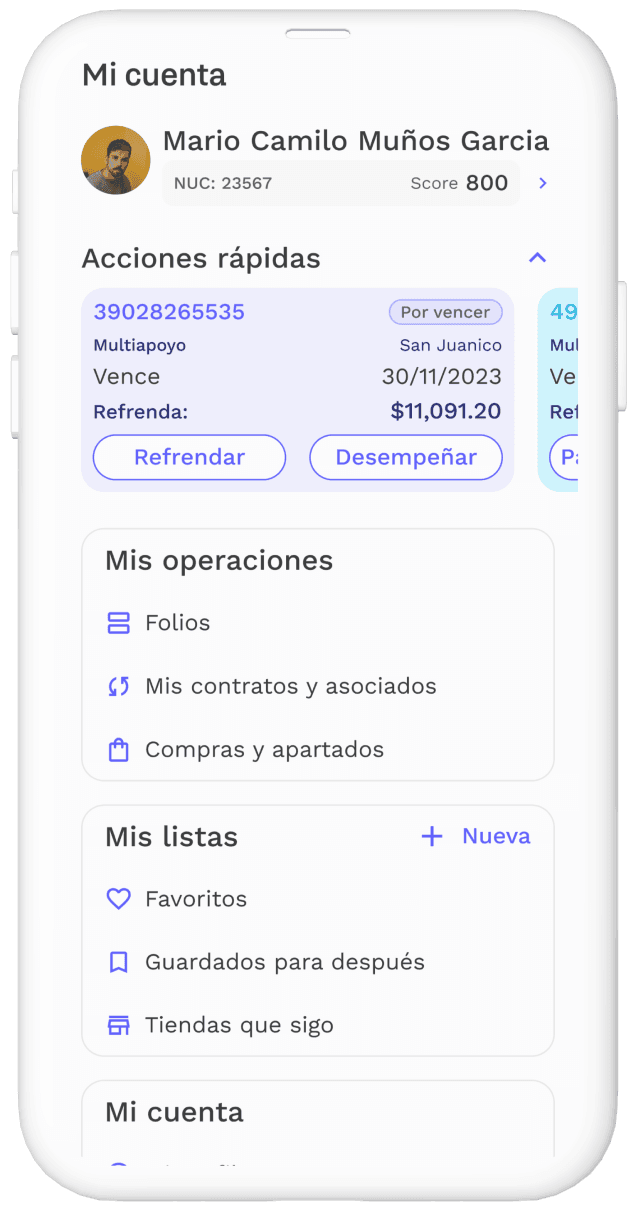 Mi cuenta
Mario Camilo Muños Garcia
NUC: 23567 Score 800
Acciones rápidas
39028265535 Por vencer 49
Multiapoyo San Juanico
Vence 30/11/2023
Refrenda: $11,091.20
Refrendar Desempeñar
Mis operaciones
Folios
Mis contratos y asociados
Compras y apartados
Mis listas + Nueva
Favoritos
Guardados para después
Tiendas que sigo
Mi cuenta